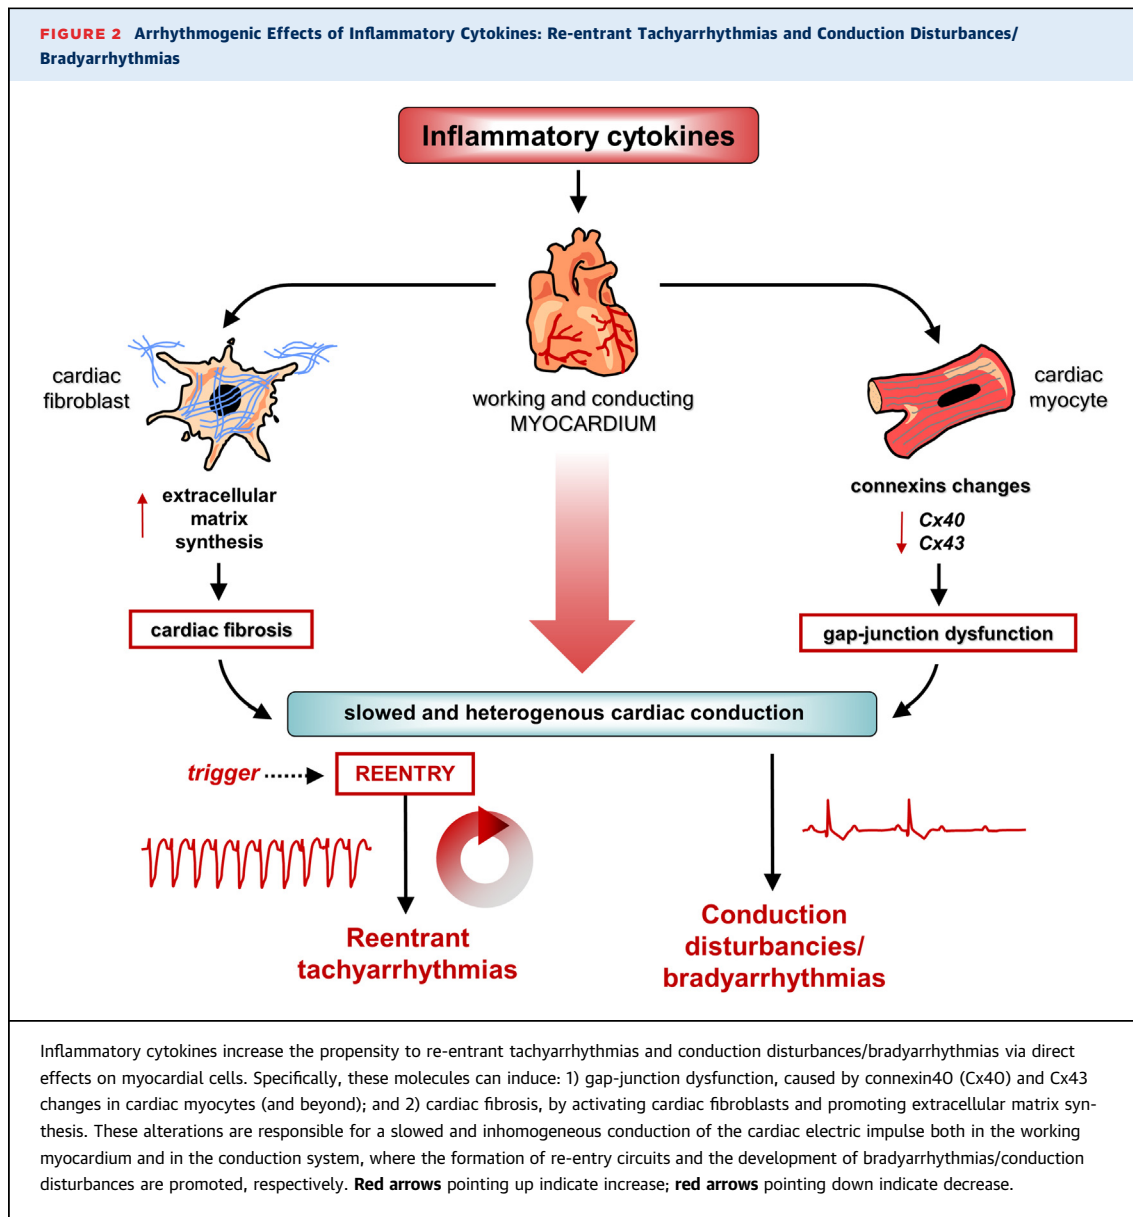 FIGURE 2 Arrhythmogenic Effects of Inflammatory Cytokines: Re-entrant Tachyarrhythmias and Conduction Disturbances/
Bradyarrhythmias
Inflammatory cytokines
cardiac
fibroblast
working and conducting
MYOCARDIUM
cardiac
myocyte
extracellular
matrix
synthesis
connexins changes
Cx40
Cx43
cardiac fibrosis
gap-junction dysfunction
slowed and heterogenous cardiac conduction
trigger
REENTRY
Reentrant
tachyarrhythmias
Conduction
disturbancies/
bradyarrhythmias
Inflammatory cytokines increase the propensity to re-entrant tachyarrhythmias and conduction disturbances/bradyarrhythmias via direct
effects on myocardial cells. Specifically, these molecules can induce: 1) gap-junction dysfunction, caused by connexin40 (Cx40) and Cx43
changes in cardiac myocytes (and beyond); and 2) cardiac fibrosis, by activating cardiac fibroblasts and promoting extracellular matrix syn-
thesis. These alterations are responsible for a slowed and inhomogeneous conduction of the cardiac electric impulse both in the working
myocardium and in the conduction system, where the formation of re-entry circuits and the development of bradyarrhythmias/conduction
disturbances are promoted, respectively. Red arrows pointing up indicate increase; red arrows pointing down indicate decrease.